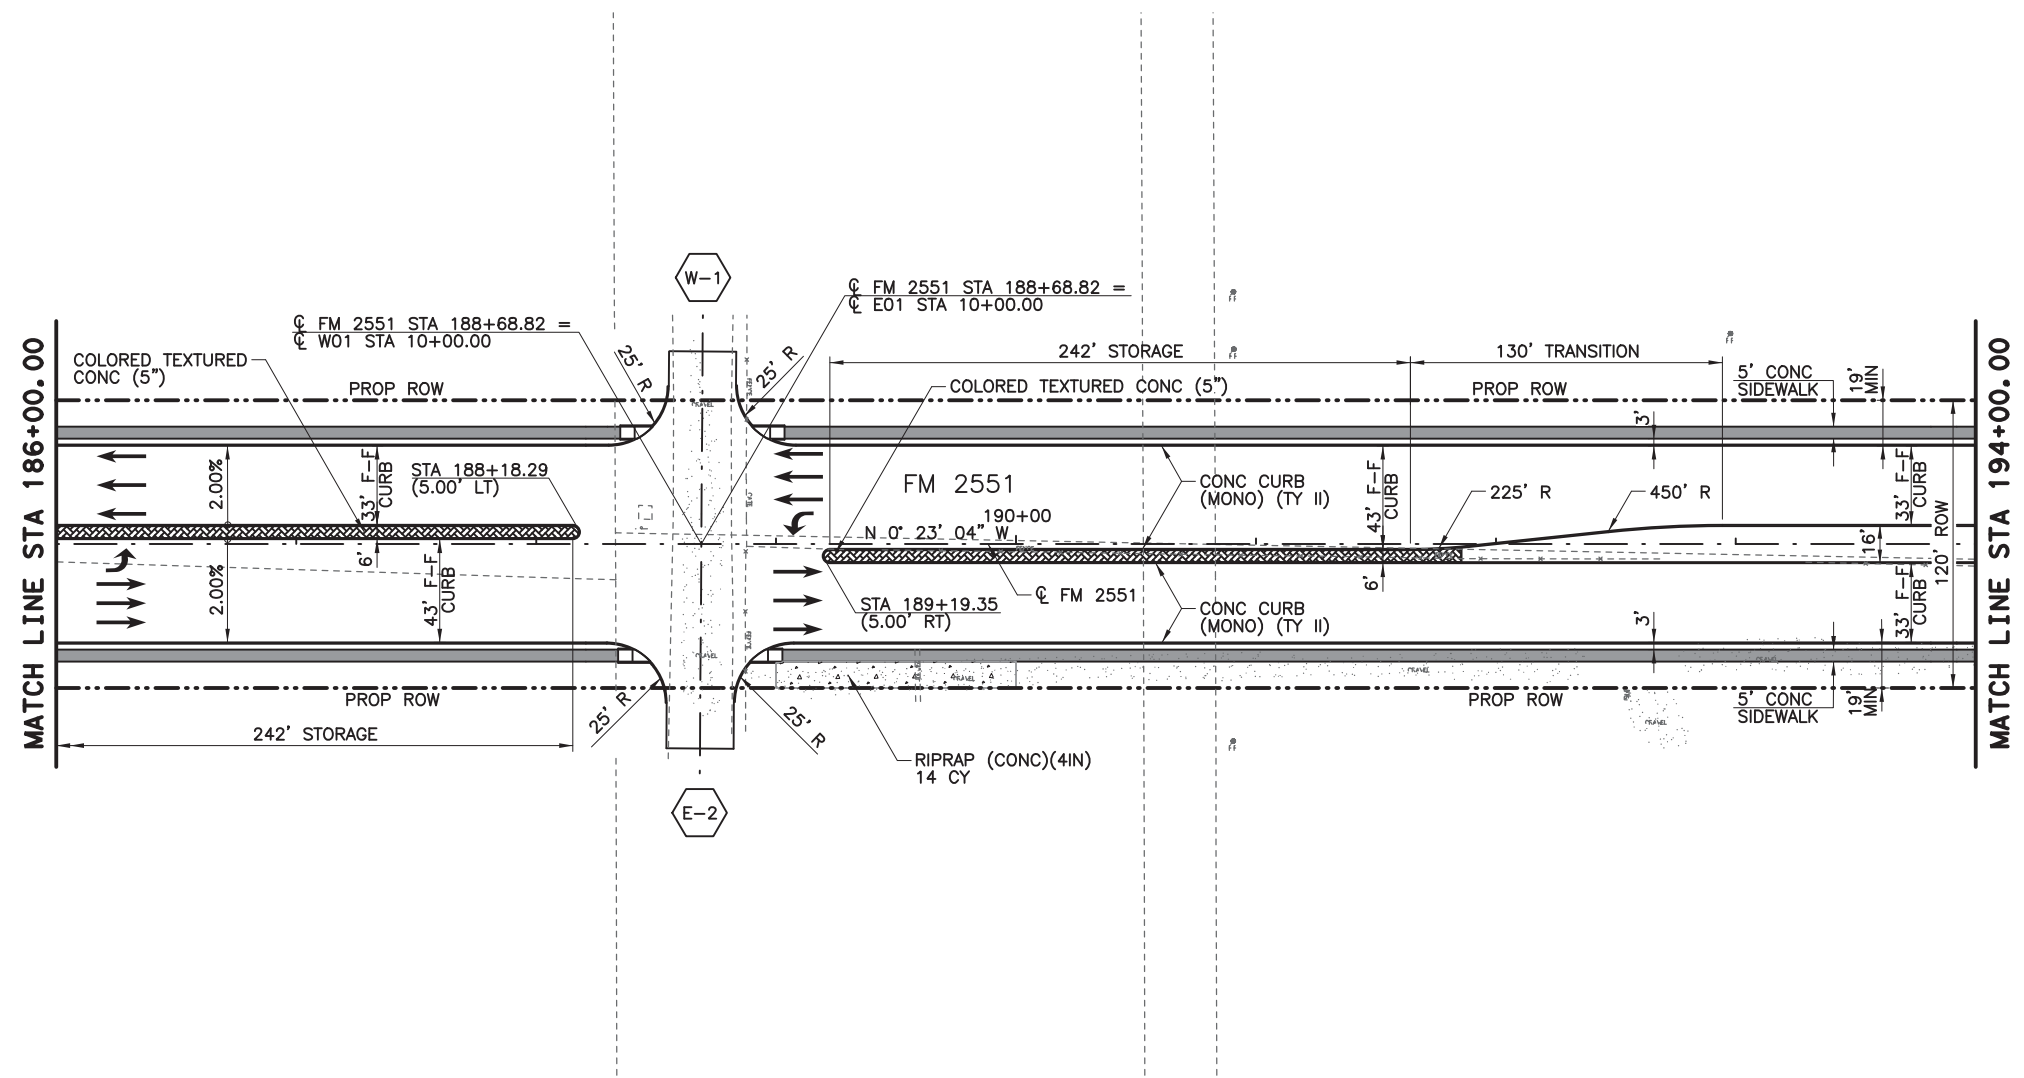 W-1
℄ FM 2551 STA 188+68.82 =
℄ E01 STA 10+00.00
℄ FM 2551 STA 188+68.82 =
℄ W01 STA 10+00.00
COLORED TEXTURED
CONC (5")
PROP ROW
25' R
25' R
242' STORAGE
130' TRANSITION
COLORED TEXTURED CONC (5")
PROP ROW
5' CONC
SIDEWALK
19'
MIN
3'
MATCH LINE STA 186+00.00
MATCH LINE STA 194+00.00
2.00%
33' F-F
CURB
STA 188+18.29
(5.00' LT)
FM 2551
CONC CURB
(MONO) (TY II)
43' F-F
CURB
225' R
450' R
33' F-F
CURB
190+00
N 0° 23' 04" W
6'
2.00%
43' F-F
CURB
16'
120' ROW
6'
℄ FM 2551
STA 189+19.35
(5.00' RT)
CONC CURB
(MONO) (TY II)
3'
33' F-F
CURB
PROP ROW
242' STORAGE
25' R
25' R
RIPRAP (CONC)(4IN)
14 CY
PROP ROW
5' CONC
SIDEWALK
19'
MIN
E-2